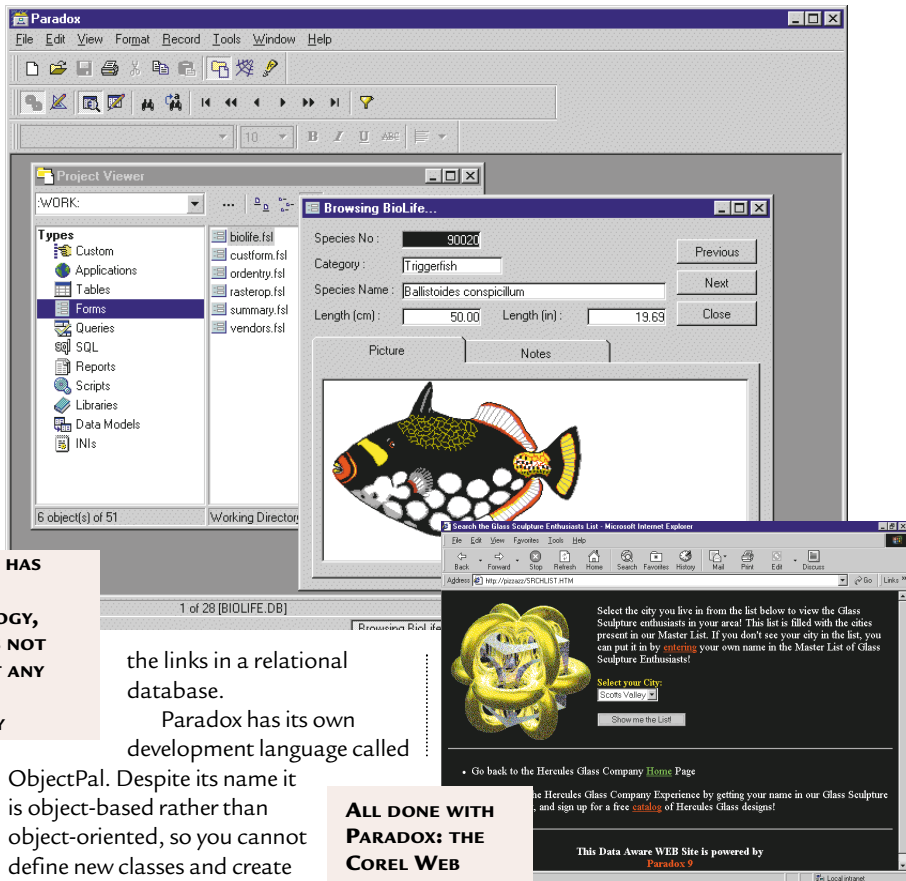 Paradox
File Edit View Format Record Tools Window Help
10 B I U ABC
Project Viewer
:WORK:
Types
Custom
Applications
Tables
Forms
Queries
SQL
Reports
Scripts
Libraries
Data Models
INIs
biolife.fsl
custform.fsl
ordentry.fsl
rasterop.fsl
summary.fsl
vendors.fsl
6 object(s) of 51 Working Director
Browsing BioLife...
Species No : 90020
Category : Triggerfish
Species Name : Ballistoides conspicillum
Length (cm) : 50.00 Length (in) : 19.69
Previous
Next
Close
Picture Notes
1 of 28 [BIOLIFE.DB]
Browsing BioLife
Search the Glass Sculpture Enthusiasts List - Microsoft Internet Explorer
File Edit View Favorites Tools Help
Back Forward Stop Refresh Home Search Favorites History Mail Print Edit Discuss
Address http://pizzazz/SRCHLIST.HTM Go Links »
Select the city you live in from the list below to view the Glass
Sculpture enthusiasts in your area! This list is filled with the cities
present in our Master List. If you don't see your city in the list, you
can put it in by entering your own name in the Master List of Glass
Sculpture Enthusiasts!
Select your City:
Scotts Valley
Show me the List!
• Go back to the Hercules Glass Company Home Page
he Hercules Glass Company Experience by getting your name in our Glass Sculpture
, and sign up for a free catalog of Hercules Glass designs!
This Data Aware WEB Site is powered by
Paradox 9
Local intranet
HAS
OGY,
NOT
ANY
Y
the links in a relational
database.
Paradox has its own
development language called
ObjectPal. Despite its name it
is object-based rather than
object-oriented, so you cannot
define new classes and create
ALL DONE WITH
PARADOX: THE
COREL WEB